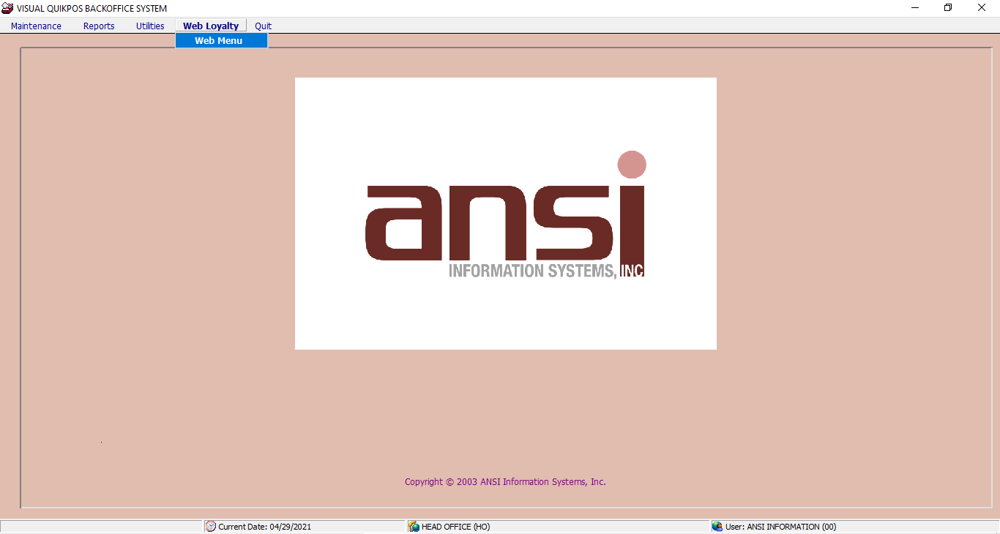 VISUAL QUIKPOS BACKOFFICE SYSTEM
Maintenance Reports Utilities Web Loyalty Quit
Web Menu
ansi
INFORMATION SYSTEMS, INC
Copyright © 2003 ANSI Information Systems, Inc.
Current Date: 04/29/2021 HEAD OFFICE (HO) User: ANSI INFORMATION (00)